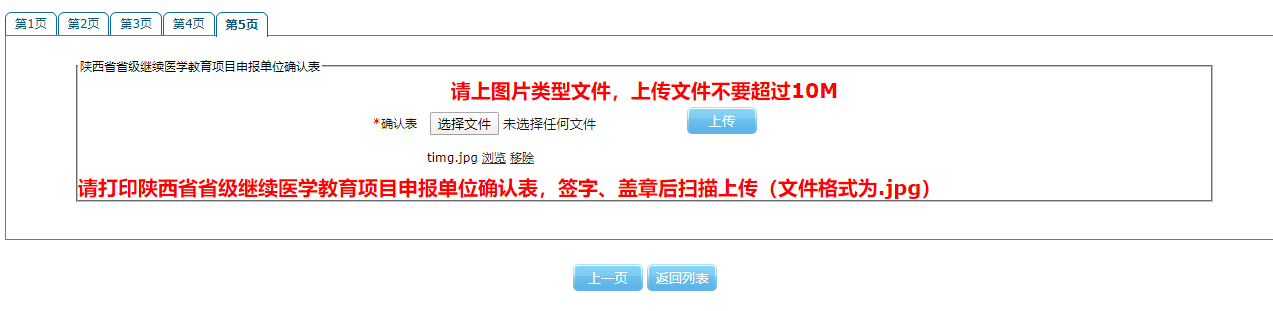 第1页 第2页 第3页 第4页 第5页
陕西省省级继续医学教育项目申报单位确认表
请上图片类型文件，上传文件不要超过10M
*确认表 选择文件 未选择任何文件 上传
timg.jpg 浏览 移除
请打印陕西省省级继续医学教育项目申报单位确认表，签字、盖章后扫描上传（文件格式为.jpg）
上一页 返回列表